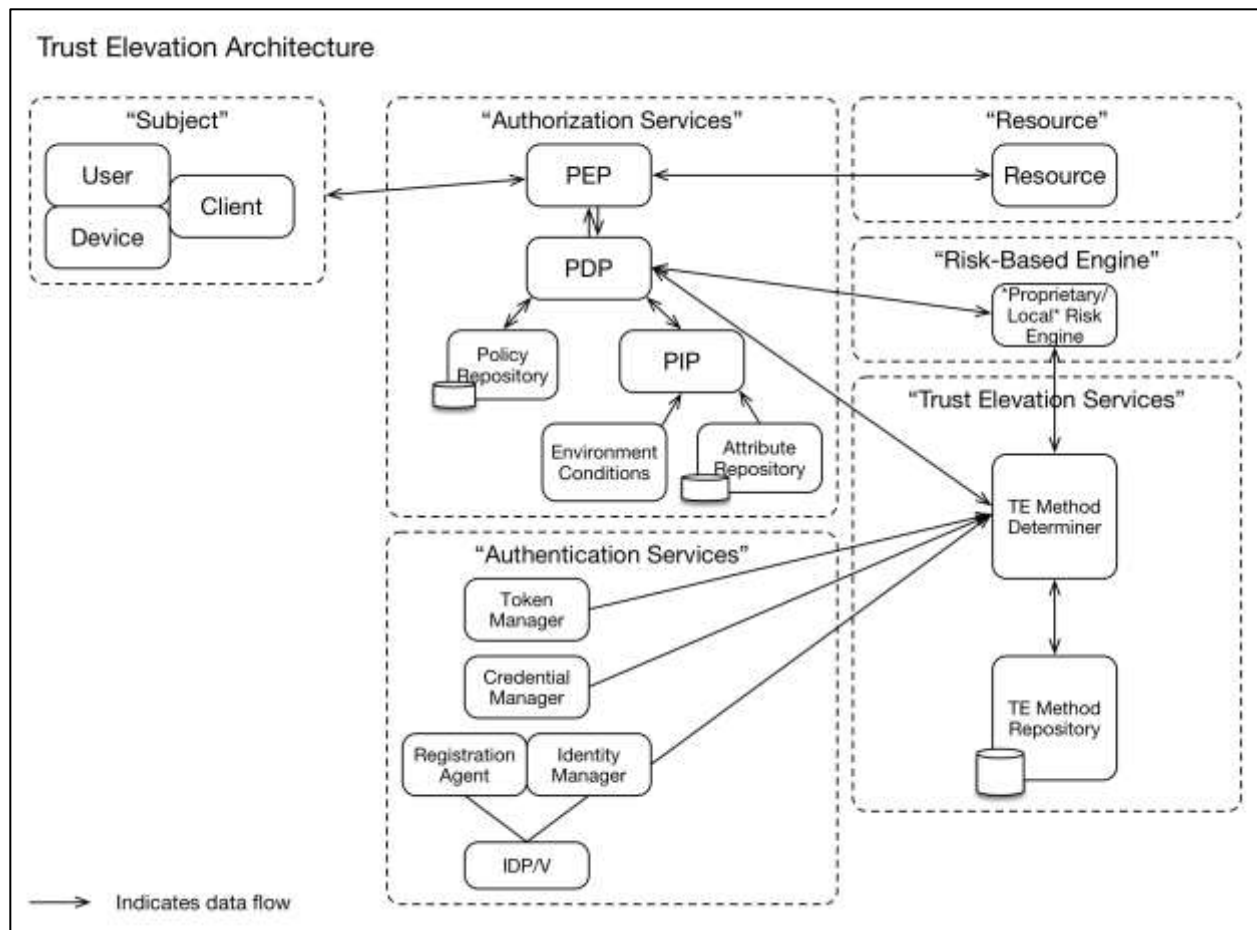 Trust Elevation Architecture
“Subject”
User
Device
Client
“Authorization Services”
PEP
PDP
Policy
Repository
PIP
Environment
Conditions
Attribute
Repository
“Resource”
Resource
“Risk-Based Engine”
*Proprietary/
Local* Risk
Engine
“Trust Elevation Services”
TE Method
Determiner
TE Method
Repository
“Authentication Services”
Token
Manager
Credential
Manager
Registration
Agent
Identity
Manager
IDP/V
Indicates data flow